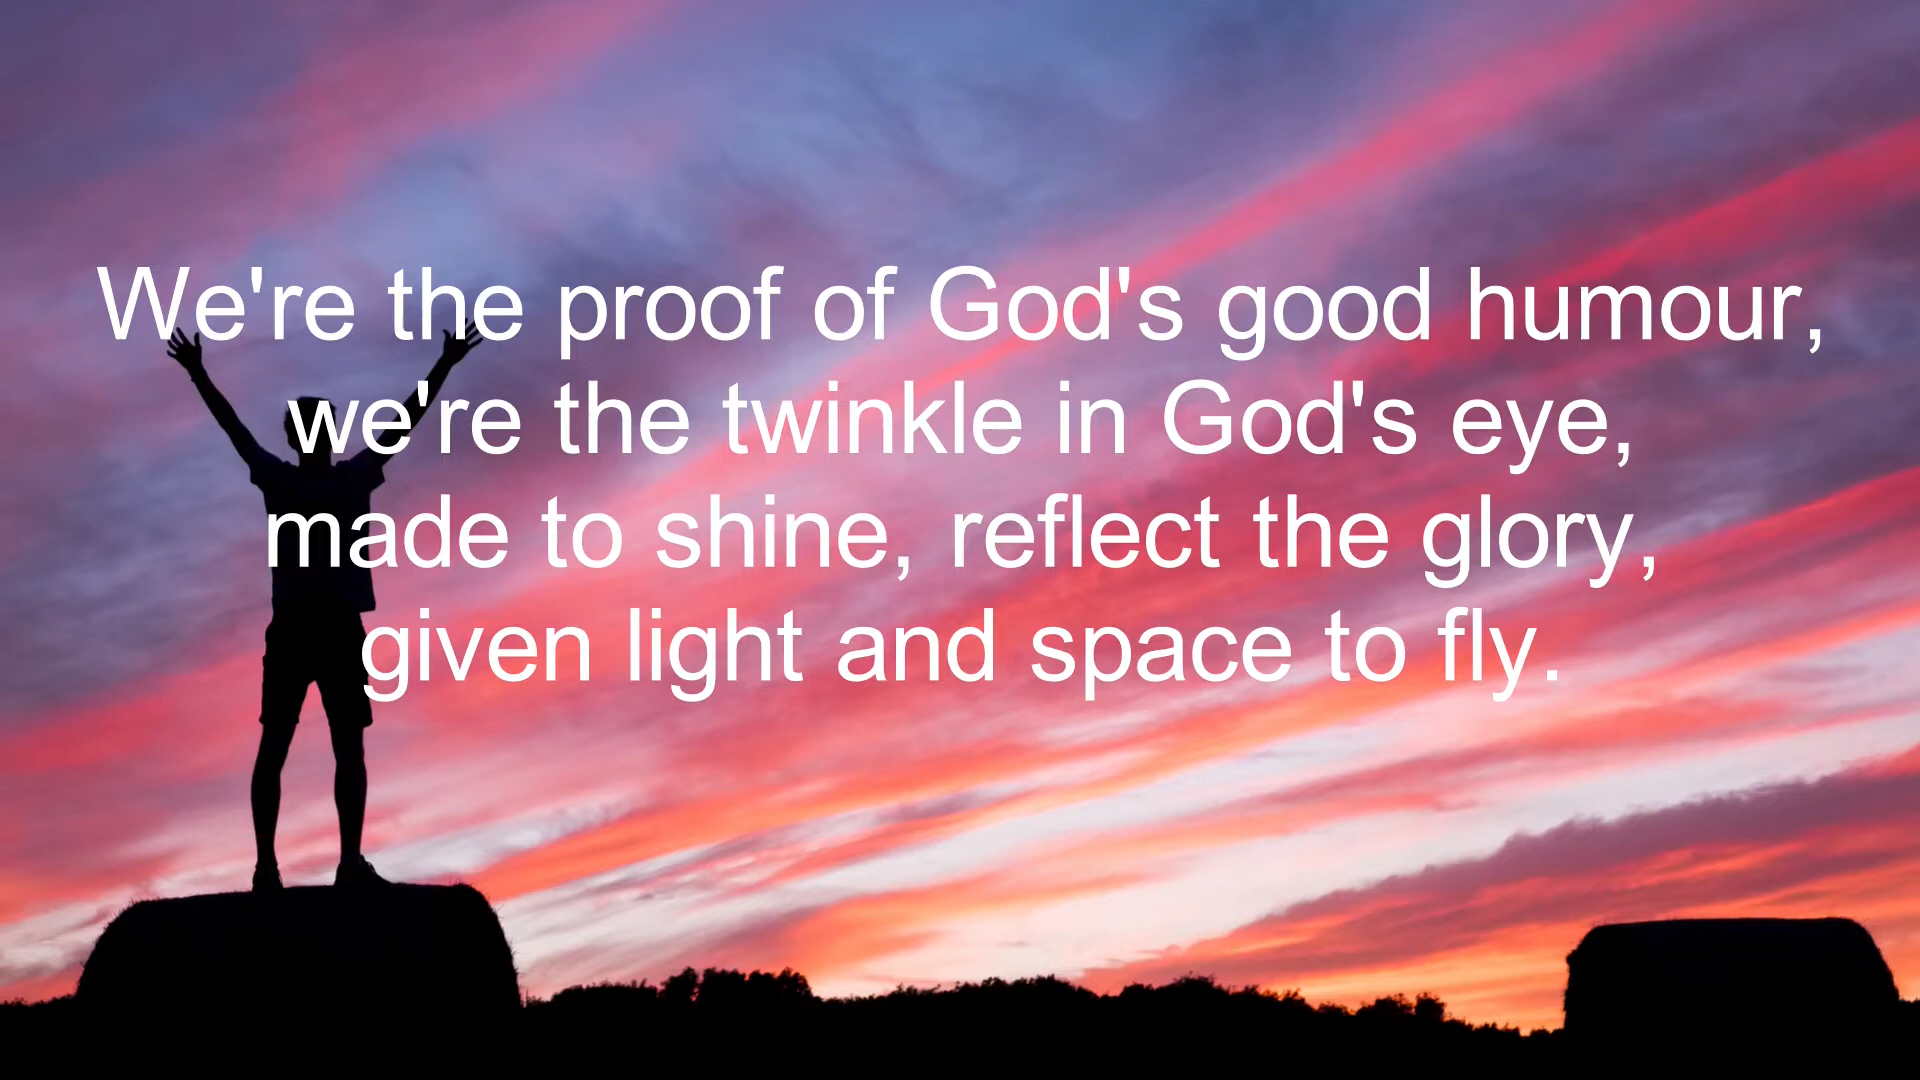 We're the proof of God's good humour,
we're the twinkle in God's eye,
made to shine, reflect the glory,
given light and space to fly.